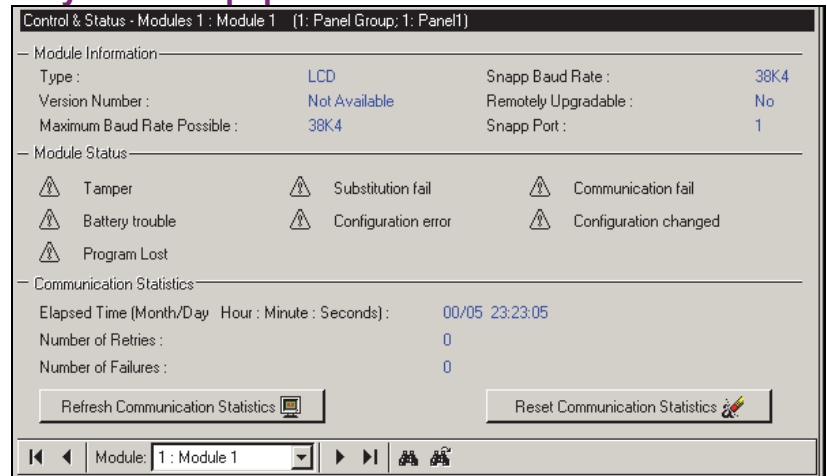 Control & Status - Modules 1 : Module 1 (1: Panel Group; 1: Panel1)
Module Information
Type : LCD Snapp Baud Rate : 38K4
Version Number : Not Available Remotely Upgradable : No
Maximum Baud Rate Possible : 38K4 Snapp Port : 1
Module Status
Tamper Substitution fail Communication fail
Battery trouble Configuration error Configuration changed
Program Lost
Communication Statistics
Elapsed Time (Month/Day Hour : Minute : Seconds) : 00/05 23:23:05
Number of Retries : 0
Number of Failures : 0
Refresh Communication Statistics Reset Communication Statistics
Module: 1 : Module 1